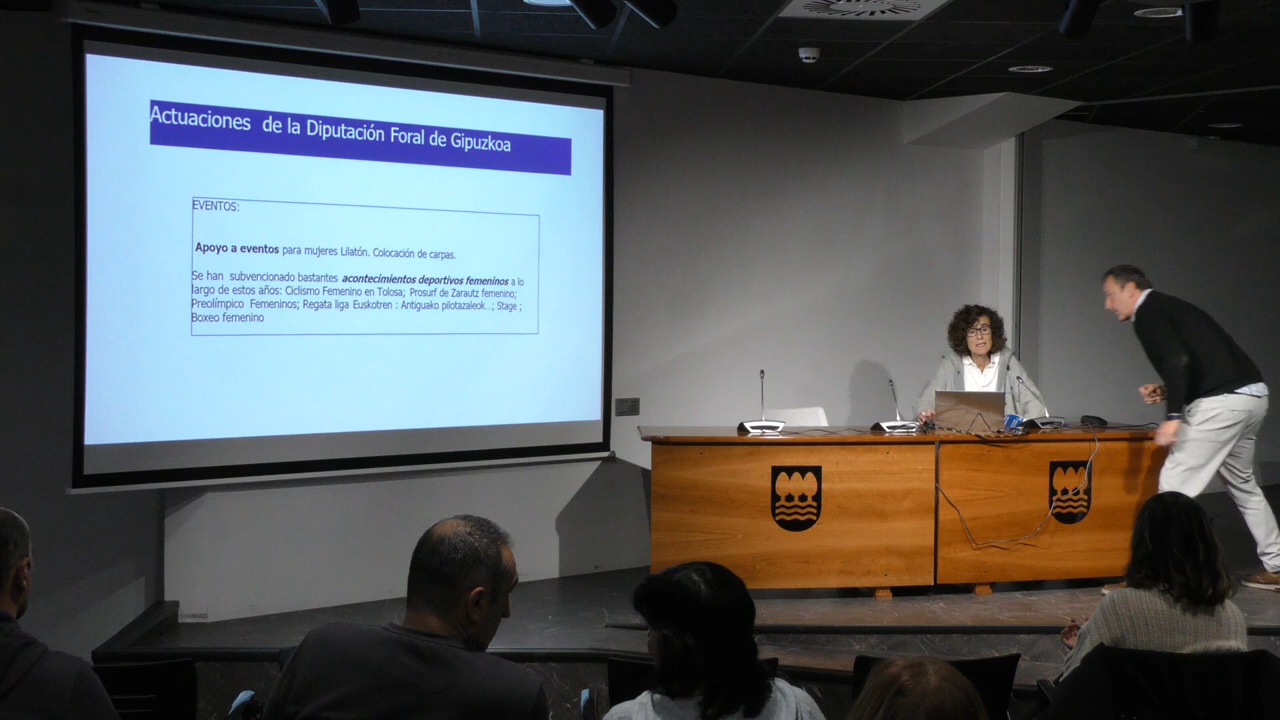 Actuaciones de la Diputación Foral de Gipuzkoa
EVENTOS:
Apoyo a eventos para mujeres Lilatón. Colocación de carpas.
Se han subvencionado bastantes acontecimientos deportivos femeninos a lo
largo de estos años: Ciclismo Femenino en Tolosa; Prosurf de Zarautz femenino;
Preolímpico Femeninos; Regata liga Euskotren : Antiguako pilotazaleok...; Stage ;
Boxeo femenino